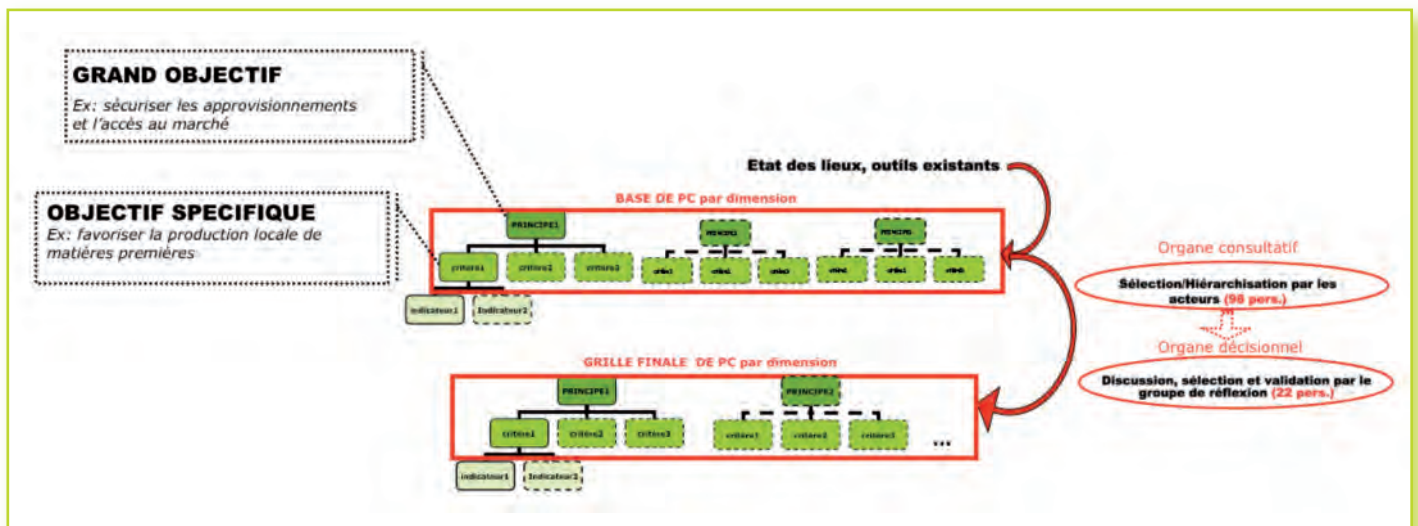 GRAND OBJECTIF
Ex: sécuriser les approvisionnements
et l'accès au marché
OBJECTIF SPECIFIQUE
Ex: favoriser la production locale de
matières premières
Etat des lieux, outils existants
BASE DE PC par dimension
PRINCIPE1
critère1 critère2 critère3
indicateur1 Indicateur2
GRILLE FINALE DE PC par dimension
PRINCIPE1 PRINCIPE2
critère1 critère2 critère3 critère1 critère2 critère3 ...
indicateur1 Indicateur2
Organe consultatif
Sélection/Hiérarchisation par les
acteurs (98 pers.)
Organe décisionnel
Discussion, sélection et validation par le
groupe de réflexion (22 pers.)